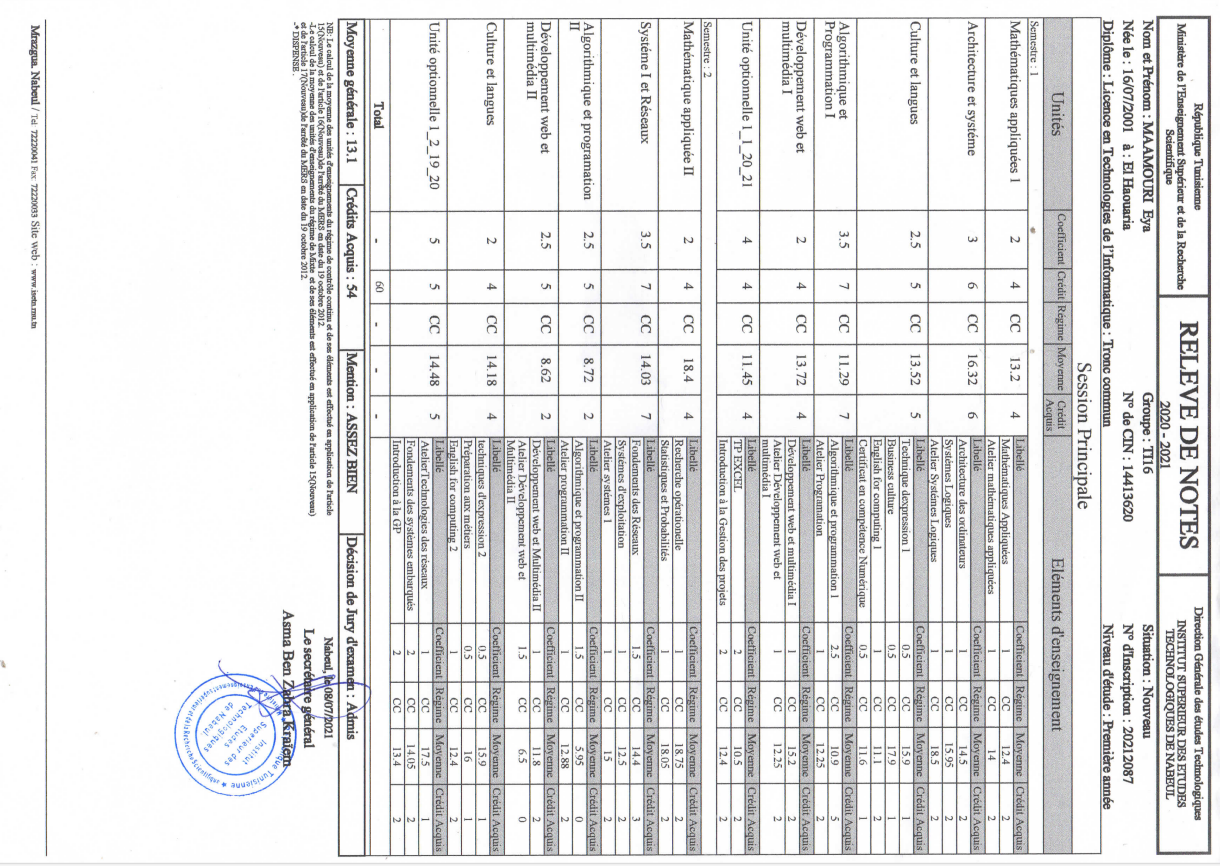 République Tunisienne
Ministère de l'Enseignement Supérieur et de la Recherche
Scientifique
RELEVE DE NOTES
2020 - 2021
Direction Générale des études Technologiques
INSTITUT SUPERIEUR DES ETUDES
TECHNOLOGIQUES DE NABEUL
Nom et Prénom : MAAMOURI Eya Groupe : TI16 Situation : Nouveau
Née le : 16/07/2001 à : El Haouaria N° de CIN : 14413620 N° d'Inscription : 20212087
Diplôme : Licence en Technologies de l'Informatique : Tronc commun Niveau d'étude : Première année
Session Principale
Unités Coefficient Crédit Régime Moyenne Crédit Acquis Eléments d'enseignement
Semestre : 1
Mathématiques appliquées 1 2 4 CC 13.2 4
Libellé Coefficient Régime Moyenne Crédit Acquis
Mathématiques Appliquées 1 CC 12.4 2
Atelier mathématiques appliquées 1 CC 14 2
Architecture et système 3 6 CC 16.32 6
Libellé Coefficient Régime Moyenne Crédit Acquis
Architecture des ordinateurs 1 CC 14.5 2
Systèmes Logiques 1 CC 15.95 2
Atelier Systèmes Logiques 1 CC 18.5 2
Culture et langues 2.5 5 CC 13.52 5
Libellé Coefficient Régime Moyenne Crédit Acquis
Technique dexpression 1 0.5 CC 15.9 1
Business culture 0.5 CC 17.9 1
English for computing 1 1 CC 11.1 2
Certificat en compétence Numérique 0.5 CC 11.6 1
Algorithmique et
Programmation I 3.5 7 CC 11.29 7
Libellé Coefficient Régime Moyenne Crédit Acquis
Algorithmique et programmation 1 2.5 CC 10.9 5
Atelier Programation 1 CC 12.25 2
Développement web et
multimédia I 2 4 CC 13.72 4
Libellé Coefficient Régime Moyenne Crédit Acquis
Développement web et multimédia I 1 CC 15.2 2
Atelier Développement web et
multimédia I 1 CC 12.25 2
Unité optionnelle 1_1_20_21 4 4 CC 11.45 4
Libellé Coefficient Régime Moyenne Crédit Acquis
TP EXCEL 2 CC 10.5 2
Introduction à la Gestion des projets 2 CC 12.4 2
Semestre : 2
Mathématique appliquée II 2 4 CC 18.4 4
Libellé Coefficient Régime Moyenne Crédit Acquis
Recherche opérationnelle 1 CC 18.75 2
Statistiques et Probabilités 1 CC 18.05 2
Système I et Réseaux 3.5 7 CC 14.03 7
Libellé Coefficient Régime Moyenne Crédit Acquis
Fondements des Réseaux 1.5 CC 14.4 3
Systèmes d'exploitation 1 CC 12.5 2
Atelier systèmes 1 1 CC 15 2
Algorithmique et programation
II 2.5 5 CC 8.72 2
Libellé Coefficient Régime Moyenne Crédit Acquis
Algorithmique et programmation II 1.5 CC 5.95 0
Atelier programmation II 1 CC 12.88 2
Développement web et
multimédia II 2.5 5 CC 8.62 2
Libellé Coefficient Régime Moyenne Crédit Acquis
Développement web et Multimédia II 1 CC 11.8 2
Atelier Développement web et
Multimédia II 1.5 CC 6.5 0
Culture et langues 2 4 CC 14.18 4
Libellé Coefficient Régime Moyenne Crédit Acquis
techniques d'expression 2 0.5 CC 15.9 1
Préparation aux métiers 0.5 CC 16 1
English for computing 2 1 CC 12.4 2
Unité optionnelle 1_2_19_20 5 5 CC 14.48 5
Libellé Coefficient Régime Moyenne Crédit Acquis
AtelierTechnologies des réseaux 1 CC 17.5 1
Fondements des systèmes embarqués 2 CC 14.05 2
Introduction à la GP 2 CC 13.4 2
Total - 60 - - -
Moyenne générale : 13.1 Crédits Acquis : 54 Mention : ASSEZ BIEN Décision de Jury d'examen : Admis
NB: Le calcul de la moyenne des unités d'enseignements du régime de contrôle continu et de ses éléments est effectué en application de l'article
15(Nouveau) et de l'article 16(Nouveau)de l'arrêté du MERS en date du 19 octobre 2012.
-Le calcul de la moyenne des unités d'enseignements du régime de Mixte et de ses éléments est effectué en application de l'article 15(Nouveau)
et de l'article 17(Nouveau)de l'arrêté du MERS en date du 19 octobre 2012.
-* DISPENSE .
Nabeul, le 08/07/2021
Le secrétaire général
Asma Ben Zahra Kraïem
Institut
Superieur des
Etudes
Technologiques
de Nabeul
Mrazgua, Nabeul / Tel 72220041 Fax 72220033 Site web : www.isetn.rnu.tn